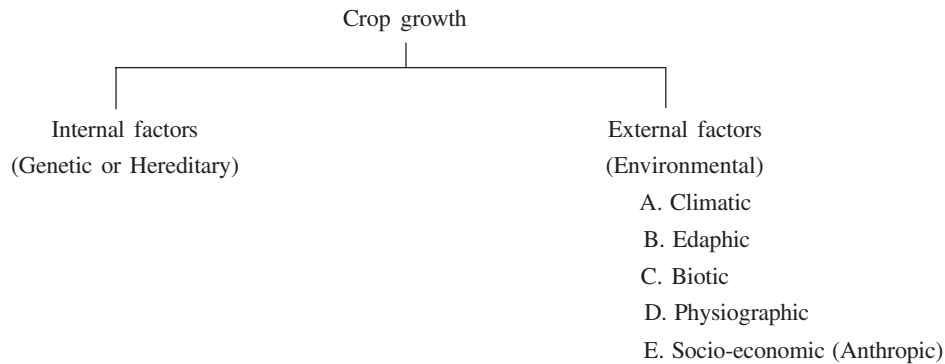 Crop growth
Internal factors
(Genetic or Hereditary)
External factors
(Environmental)
A. Climatic
B. Edaphic
C. Biotic
D. Physiographic
E. Socio-economic (Anthropic)